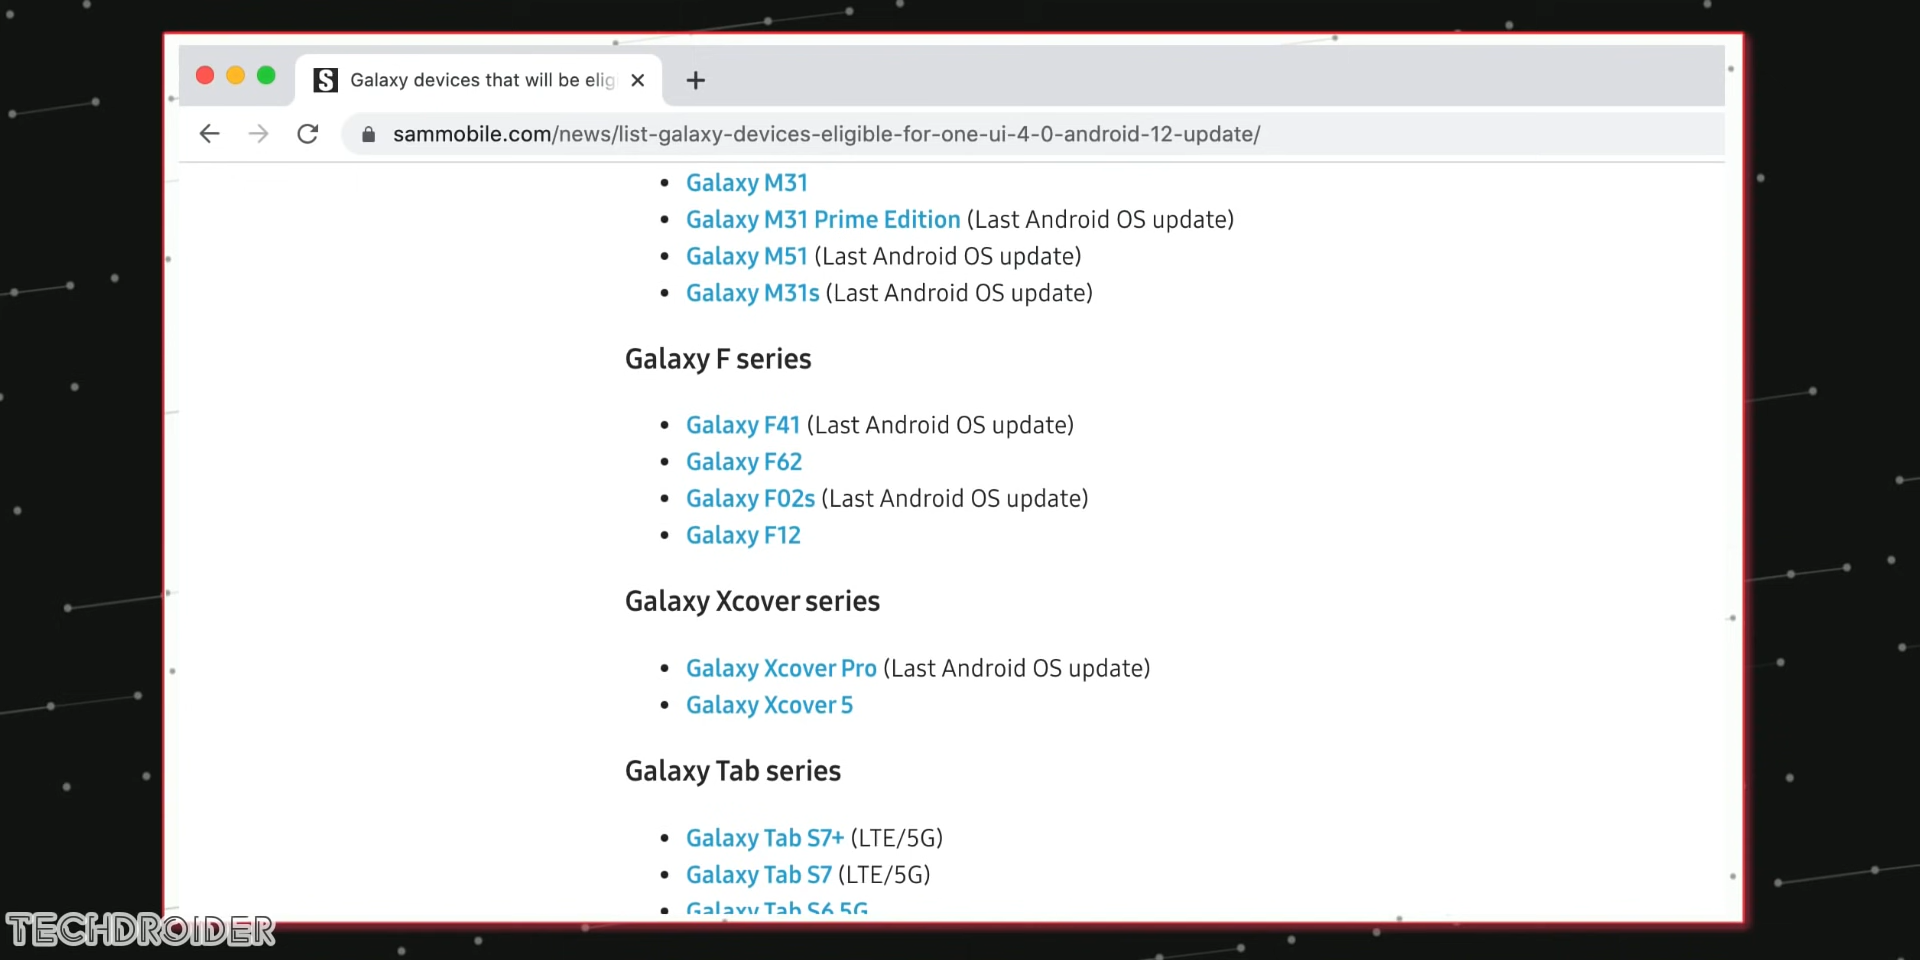 Galaxy devices that will be elig
sammobile.com/news/list-galaxy-devices-eligible-for-one-ui-4-0-android-12-update/
Galaxy M31
Galaxy M31 Prime Edition (Last Android OS update)
Galaxy M51 (Last Android OS update)
Galaxy M31s (Last Android OS update)
Galaxy F series
Galaxy F41 (Last Android OS update)
Galaxy F62
Galaxy F02s (Last Android OS update)
Galaxy F12
Galaxy Xcover series
Galaxy Xcover Pro (Last Android OS update)
Galaxy Xcover 5
Galaxy Tab series
Galaxy Tab S7+ (LTE/5G)
Galaxy Tab S7 (LTE/5G)
Galaxy Tab S6 5G
TECHDROIDER